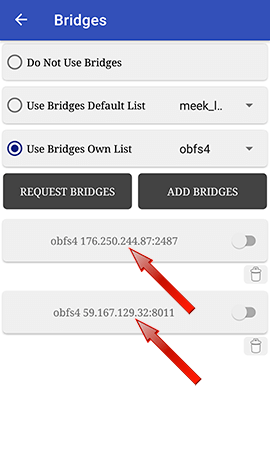 Bridges
Do Not Use Bridges
Use Bridges Default List meek_l..
Use Bridges Own List obfs4
REQUEST BRIDGES ADD BRIDGES
obfs4 176.250.244.87:2487
obfs4 59.167.129.32:8011